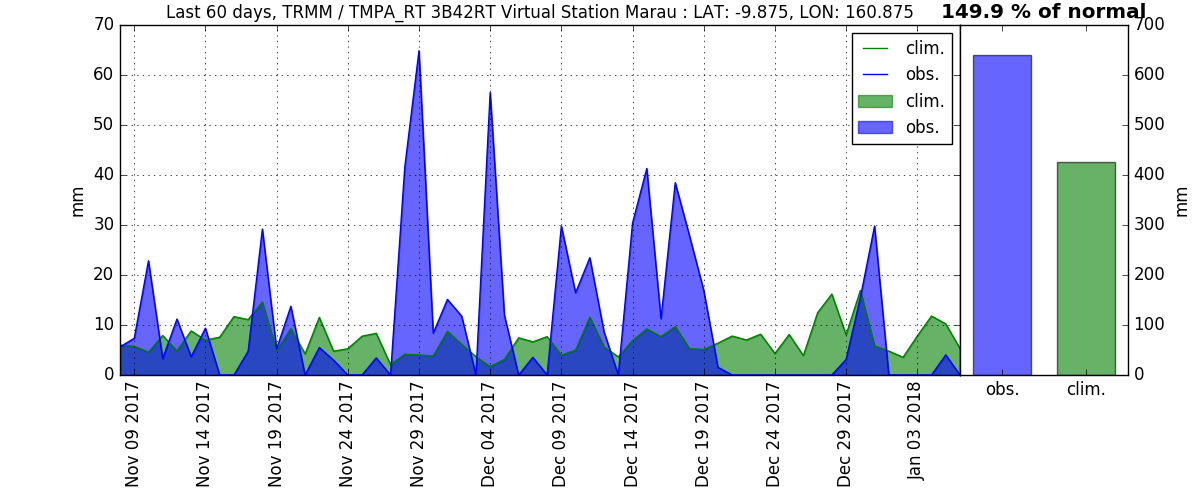 Last 60 days, TRMM / TMPA_RT 3B42RT Virtual Station Marau : LAT: -9.875, LON: 160.875
149.9 % of normal
70
60
50
40
30
20
10
0
mm
clim.
obs.
clim.
obs.
Nov 09 2017
Nov 14 2017
Nov 19 2017
Nov 24 2017
Nov 29 2017
Dec 04 2017
Dec 09 2017
Dec 14 2017
Dec 19 2017
Dec 24 2017
Dec 29 2017
Jan 03 2018
700
600
500
400
300
200
100
0
mm
obs.
clim.